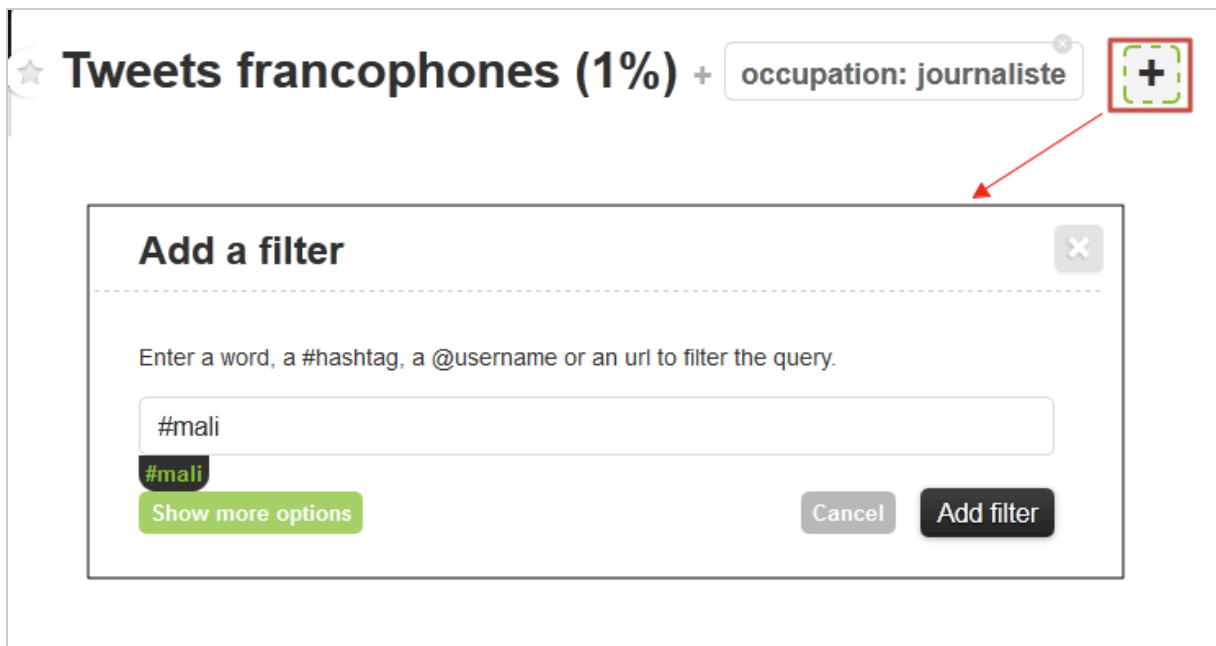 Tweets francophones (1%) + occupation: journaliste +
Add a filter
Enter a word, a #hashtag, a @username or an url to filter the query.
#mali
#mali
Show more options Cancel Add filter